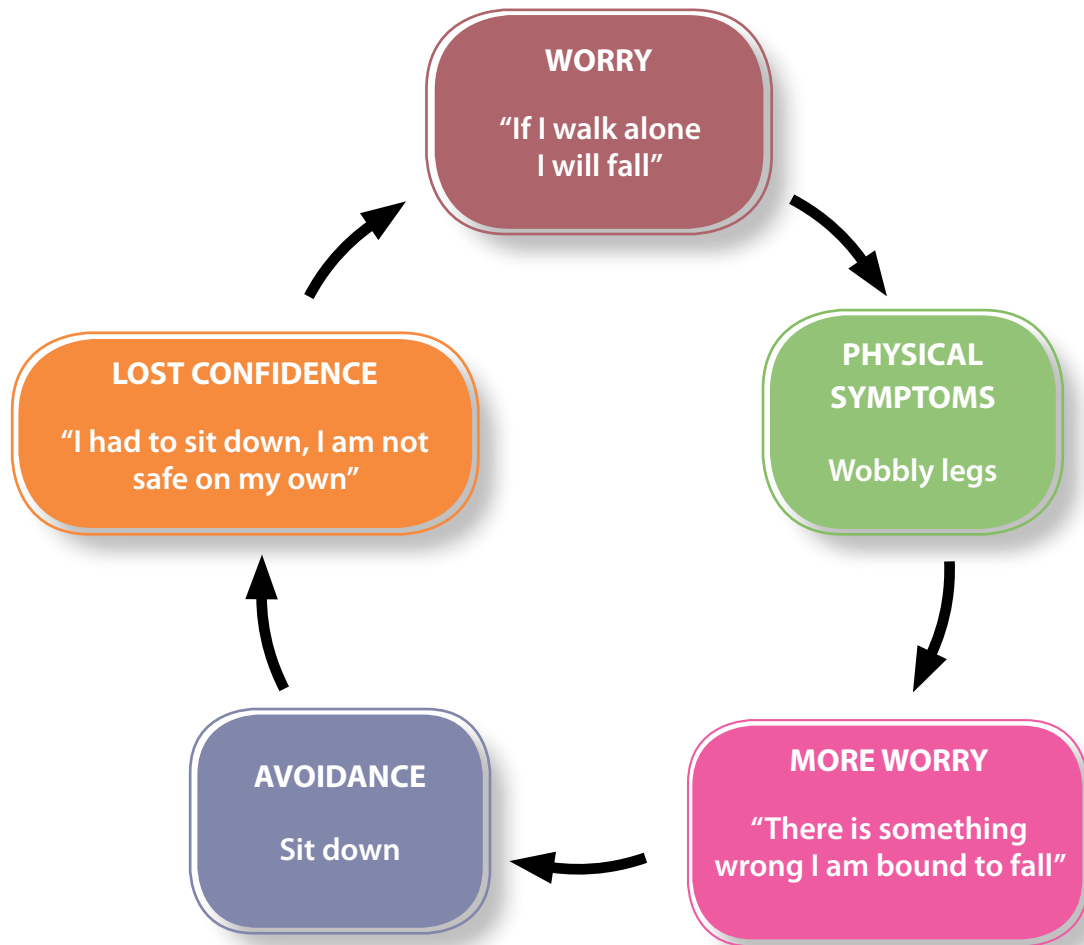 WORRY
“If I walk alone
I will fall”
PHYSICAL
SYMPTOMS
Wobbly legs
MORE WORRY
“There is something
wrong I am bound to fall”
AVOIDANCE
Sit down
LOST CONFIDENCE
“I had to sit down, I am not
safe on my own”